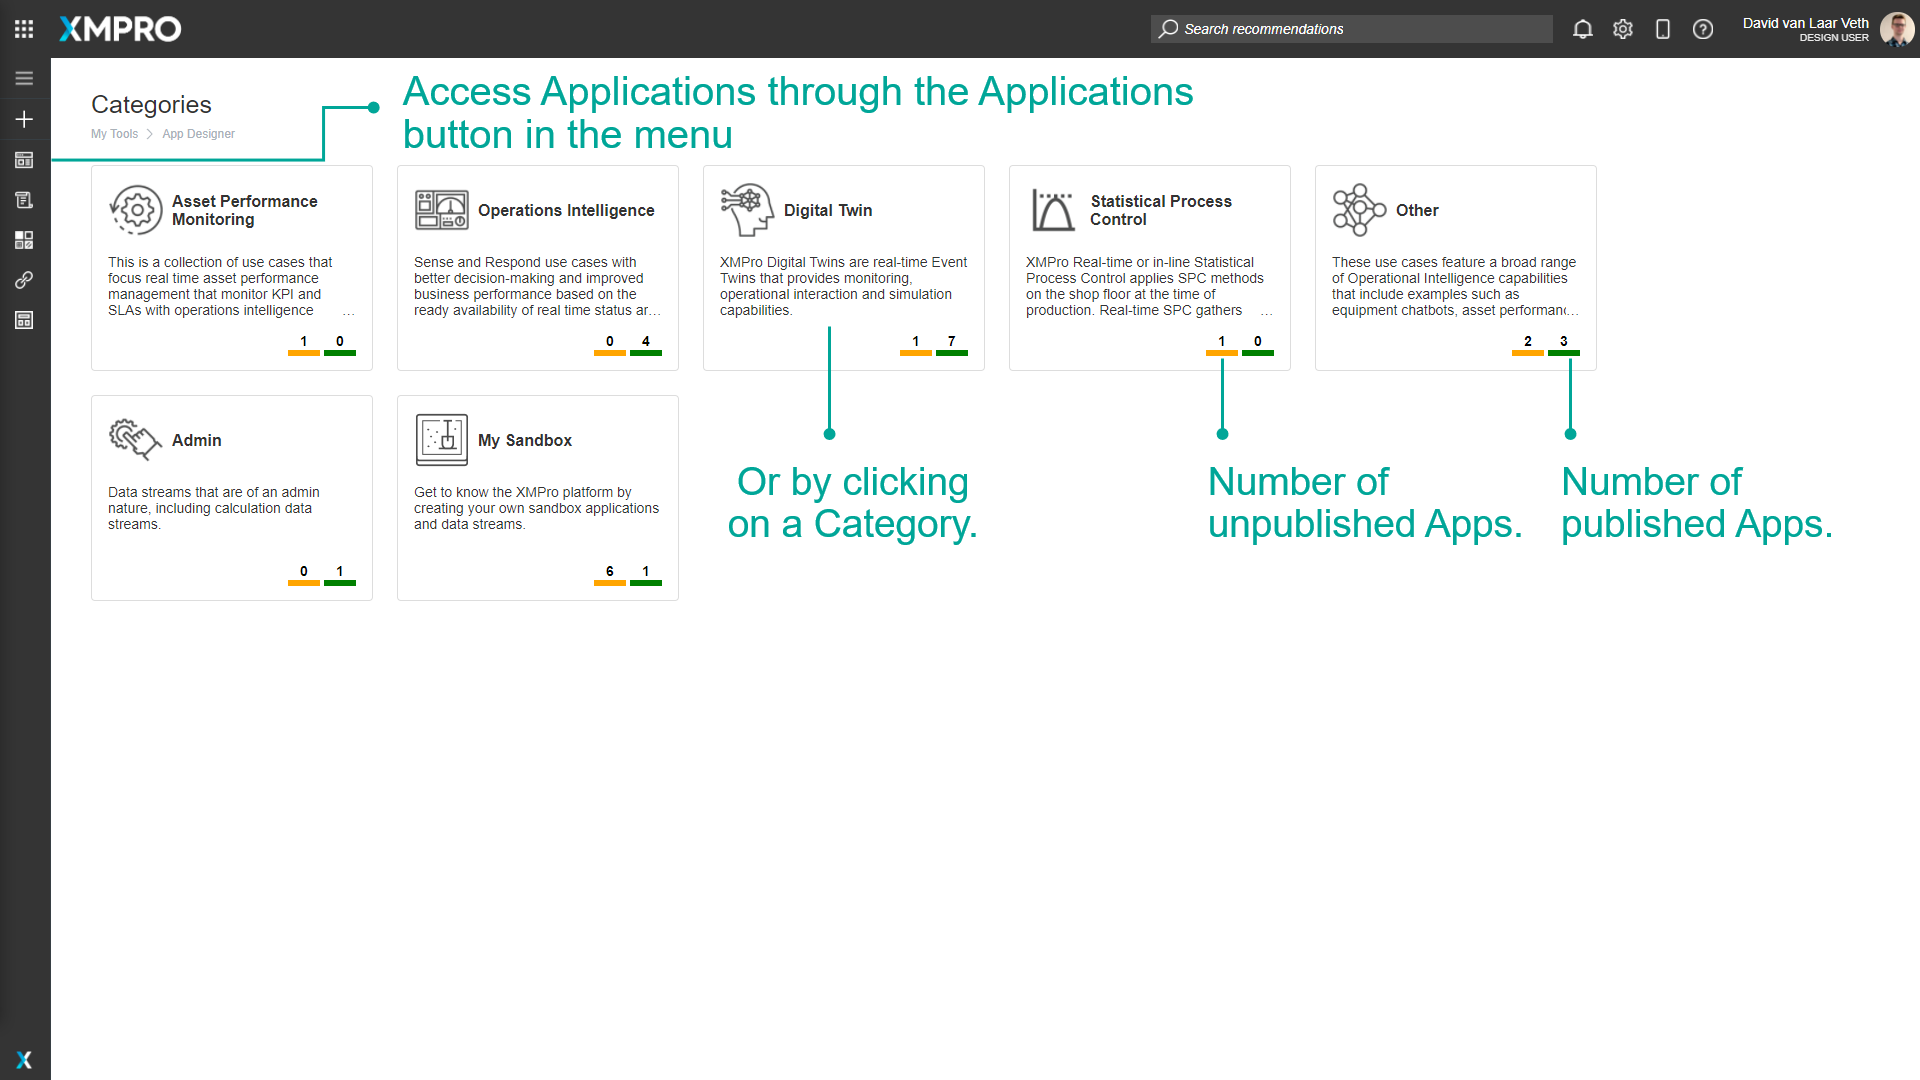 XMPRO
Search recommendations
David van Laar Veth
DESIGN USER
Categories
My Tools > App Designer
Access Applications through the Applications
button in the menu
Asset Performance
Monitoring
This is a collection of use cases that
focus real time asset performance
management that monitor KPI and
SLAs with operations intelligence ...
1 0
Operations Intelligence
Sense and Respond use cases with
better decision-making and improved
business performance based on the
ready availability of real time status ar...
0 4
Digital Twin
XMPro Digital Twins are real-time Event
Twins that provides monitoring,
operational interaction and simulation
capabilities.
1 7
Statistical Process
Control
XMPro Real-time or in-line Statistical
Process Control applies SPC methods
on the shop floor at the time of
production. Real-time SPC gathers ...
1 0
Other
These use cases feature a broad range
of Operational Intelligence capabilities
that include examples such as
equipment chatbots, asset performanc...
2 3
Admin
Data streams that are of an admin
nature, including calculation data
streams.
0 1
My Sandbox
Get to know the XMPro platform by
creating your own sandbox applications
and data streams.
6 1
Or by clicking
on a Category.
Number of
unpublished Apps.
Number of
published Apps.
X